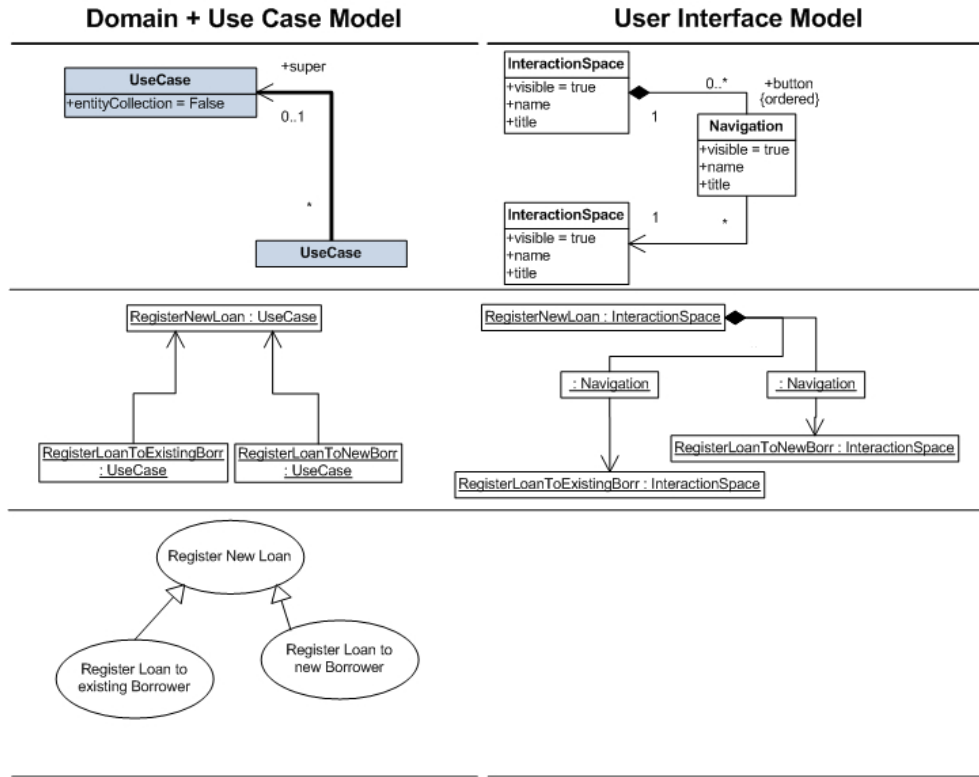 Domain + Use Case Model
User Interface Model
UseCase
+entityCollection = False
+super
0..1
*
UseCase
InteractionSpace
+visible = true
+name
+title
0..*
+button
{ordered}
1
Navigation
+visible = true
+name
+title
InteractionSpace
+visible = true
+name
+title
1
*
RegisterNewLoan : UseCase
RegisterLoanToExistingBorr
: UseCase
RegisterLoanToNewBorr
: UseCase
RegisterNewLoan : InteractionSpace
: Navigation
: Navigation
RegisterLoanToNewBorr : InteractionSpace
RegisterLoanToExistingBorr : InteractionSpace
Register New Loan
Register Loan to
existing Borrower
Register Loan to
new Borrower